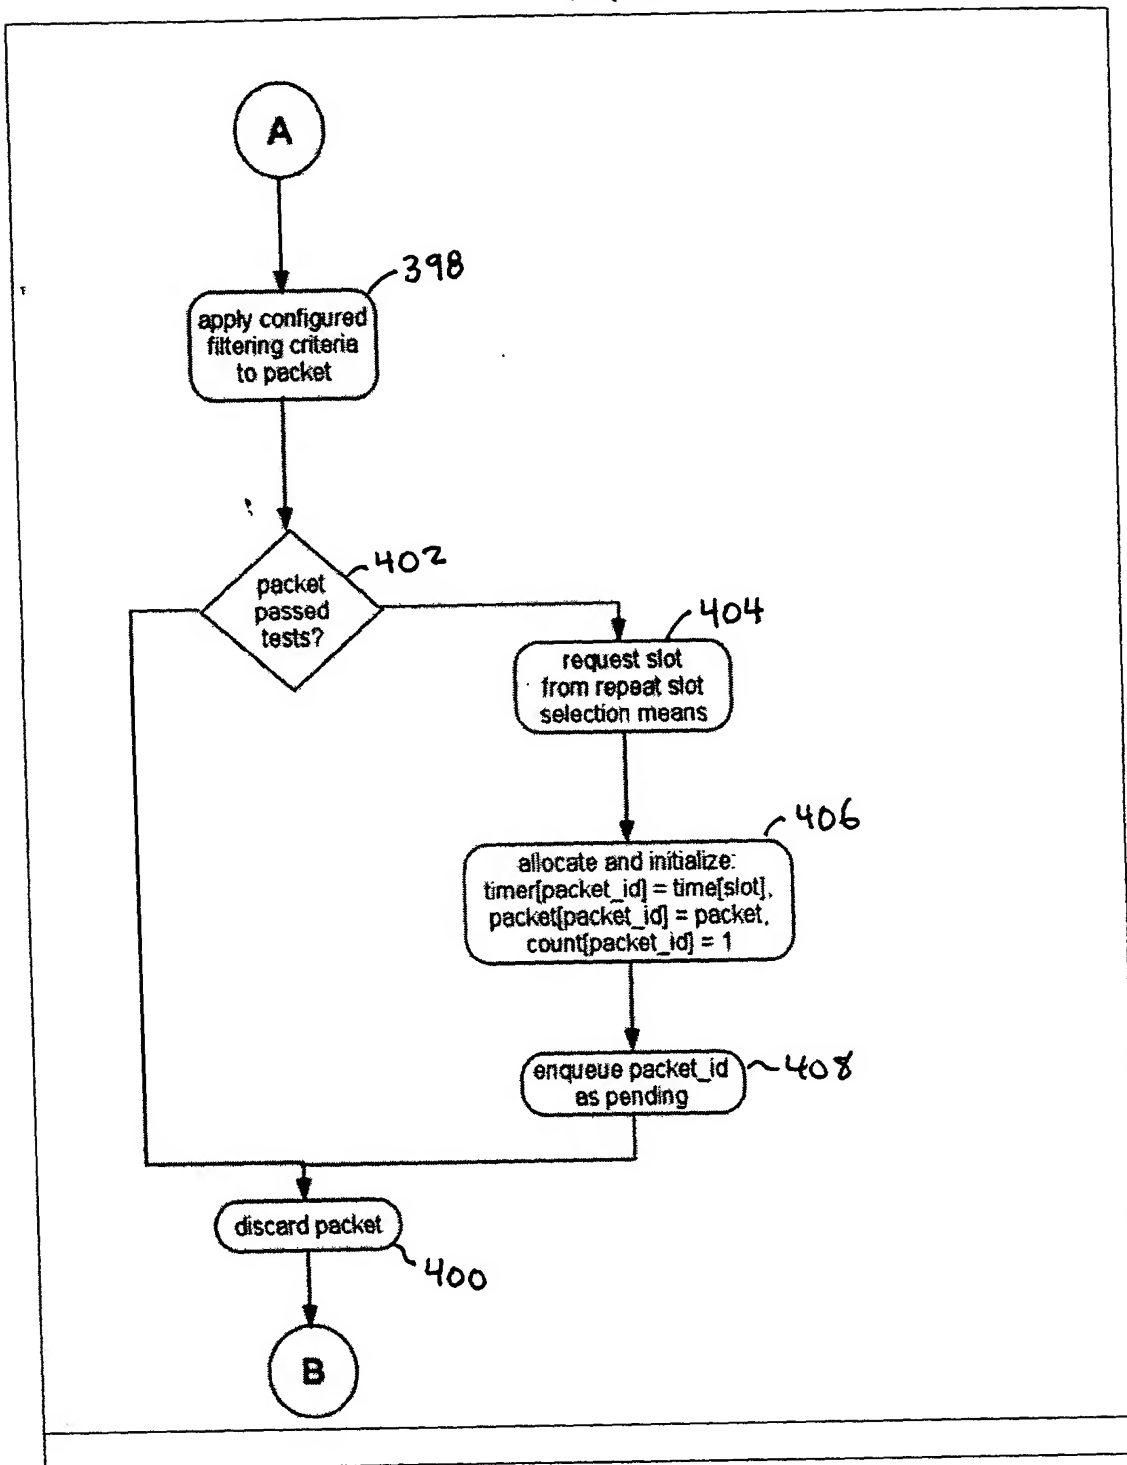 A
398
apply configured
filtering criteria
to packet
402
packet
passed
tests?
404
request slot
from repeat slot
selection means
406
allocate and initialize:
timer[packet_id] = time[slot],
packet[packet_id] = packet,
count[packet_id] = 1
enqueue packet_id
as pending
408
discard packet
400
B